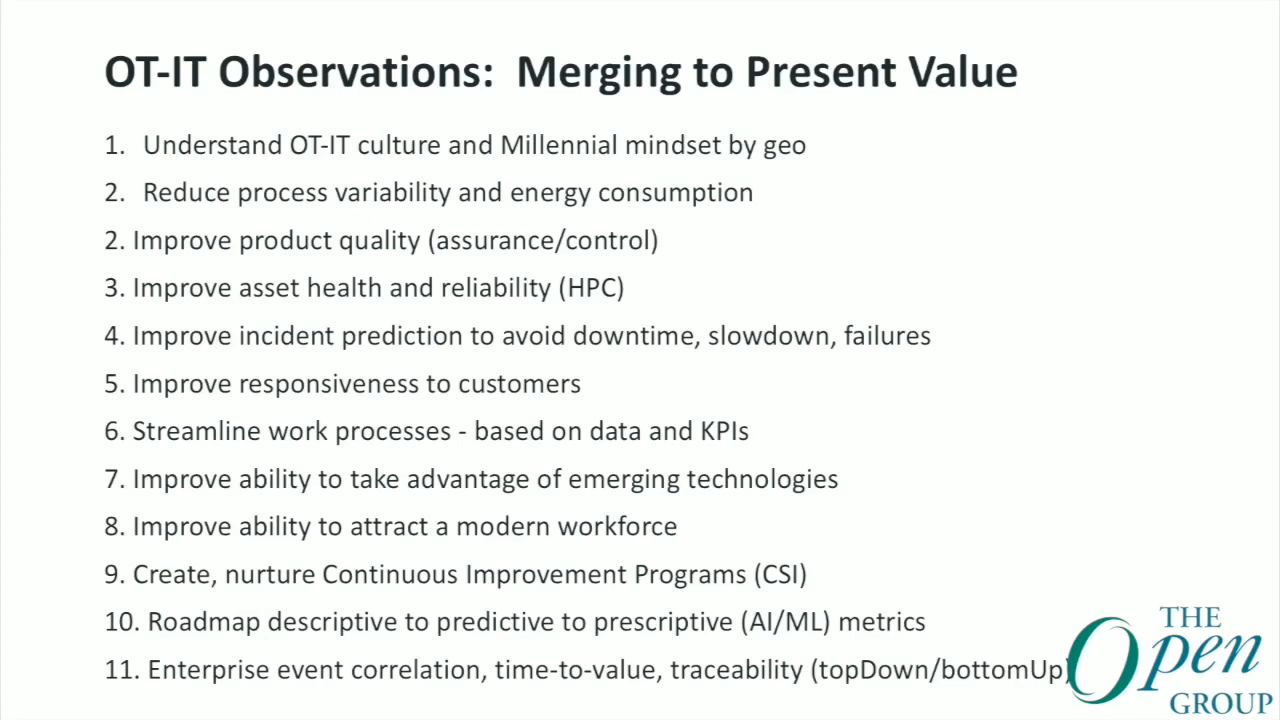 OT-IT Observations:  Merging to Present Value
1. Understand OT-IT culture and Millennial mindset by geo
2. Reduce process variability and energy consumption
2. Improve product quality (assurance/control)
3. Improve asset health and reliability (HPC)
4. Improve incident prediction to avoid downtime, slowdown, failures
5. Improve responsiveness to customers
6. Streamline work processes - based on data and KPIs
7. Improve ability to take advantage of emerging technologies
8. Improve ability to attract a modern workforce
9. Create, nurture Continuous Improvement Programs (CSI)
10. Roadmap descriptive to predictive to prescriptive (AI/ML) metrics
11. Enterprise event correlation, time-to-value, traceability (topDown/bottomUp)
THE
Open
GROUP